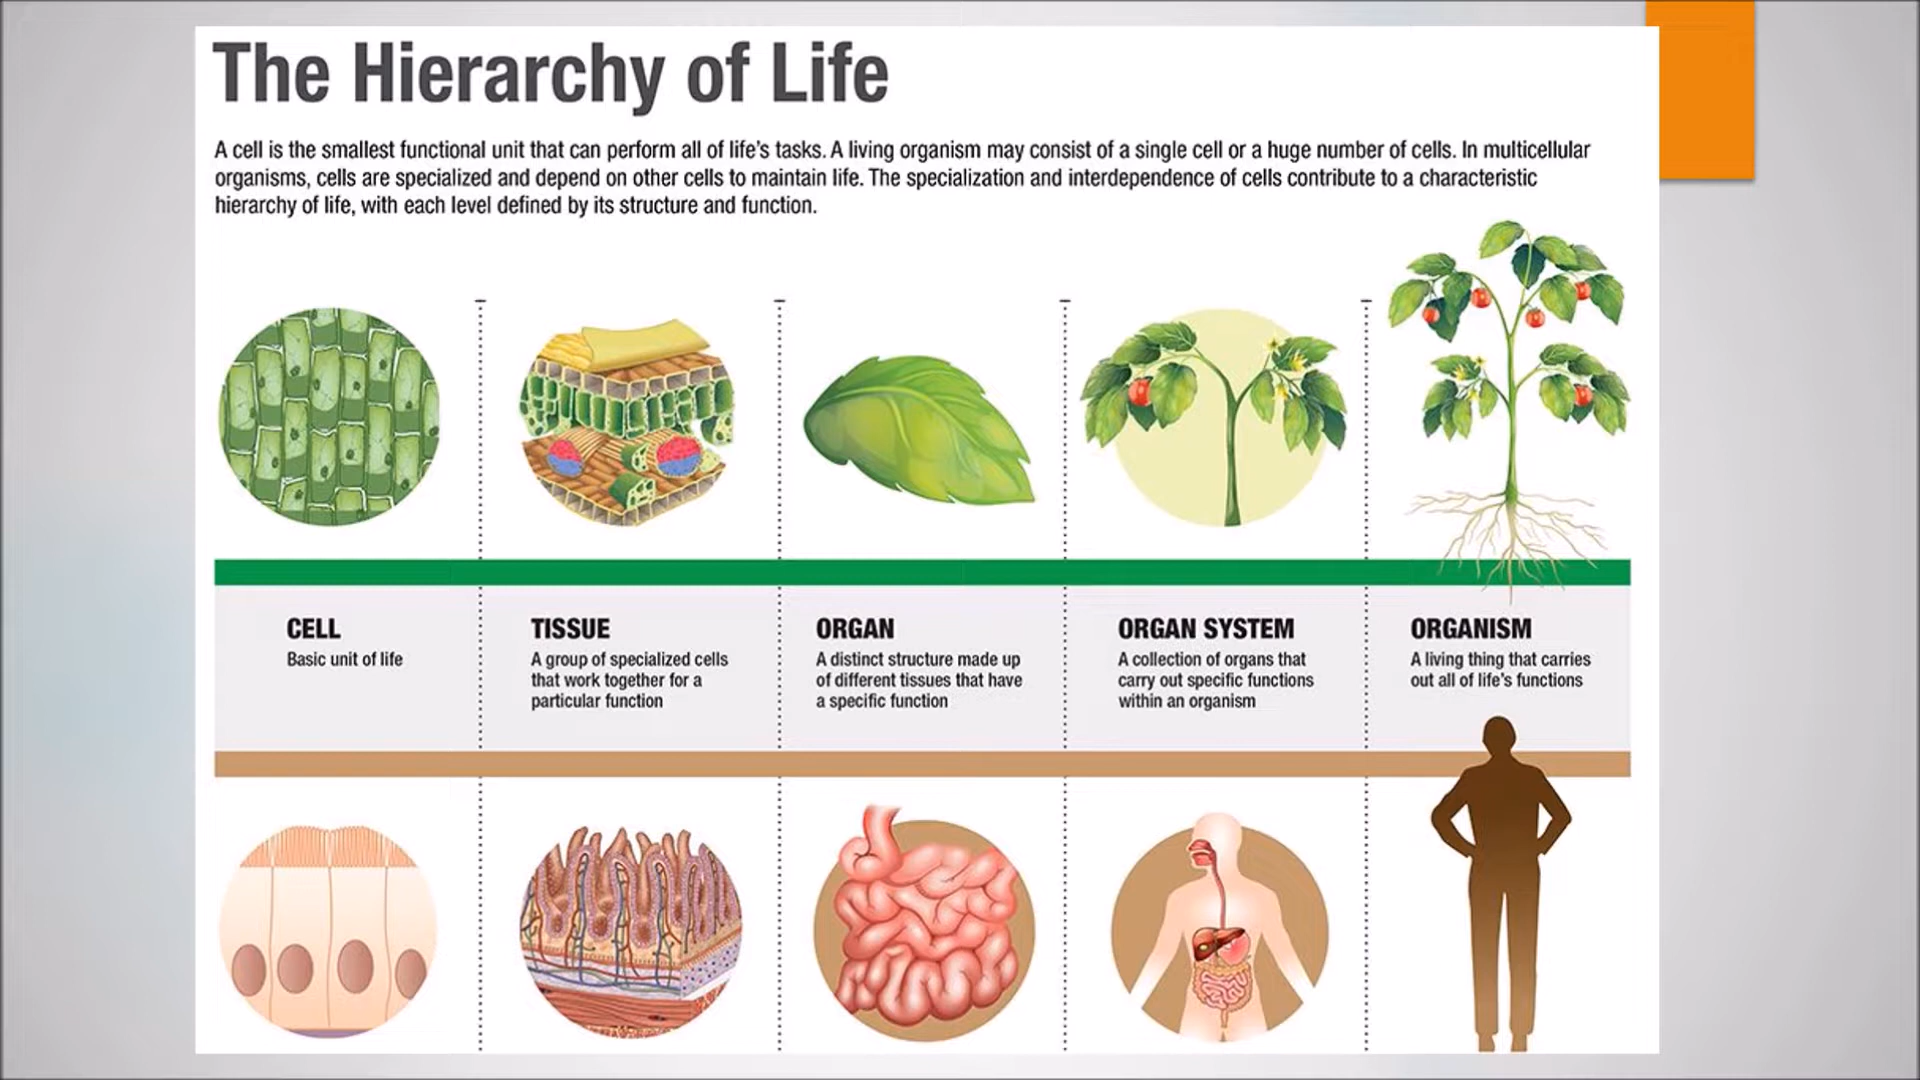 The Hierarchy of Life
A cell is the smallest functional unit that can perform all of life's tasks. A living organism may consist of a single cell or a huge number of cells. In multicellular
organisms, cells are specialized and depend on other cells to maintain life. The specialization and interdependence of cells contribute to a characteristic
hierarchy of life, with each level defined by its structure and function.
CELL
Basic unit of life
TISSUE
A group of specialized cells
that work together for a
particular function
ORGAN
A distinct structure made up
of different tissues that have
a specific function
ORGAN SYSTEM
A collection of organs that
carry out specific functions
within an organism
ORGANISM
A living thing that carries
out all of life's functions